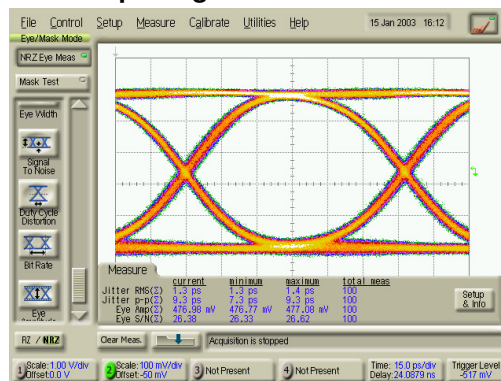 File Control Setup Measure Calibrate Utilities Help 15 Jan 2003 16:12
Eye/Mask Mode
NRZ Eye Meas
Mask Test
Eye Width
Signal
To Noise
Duty Cycle
Distortion
Bit Rate
Eye
Measure
current minimum maximum total meas
Jitter RMS(Σ) 1.3 ps 1.3 ps 1.4 ps 100
Jitter p-p(Σ) 9.3 ps 7.3 ps 9.3 ps 100
Eye Amp(Σ) 476.98 mV 476.77 mV 477.08 mV 100
Eye S/N(Σ) 26.38 26.33 26.62 100
Setup
& Info
RZ / NRZ
Clear Meas.
Acquisition is stopped
1 Scale: 1.00 V/div
Offset:0.0 V
2 Scale: 100 mV/div
Offset:-50 mV
3 Not Present
4 Not Present
Time: 15.0 ps/div
Delay:24.0879 ns
Trigger Level
-517 mV